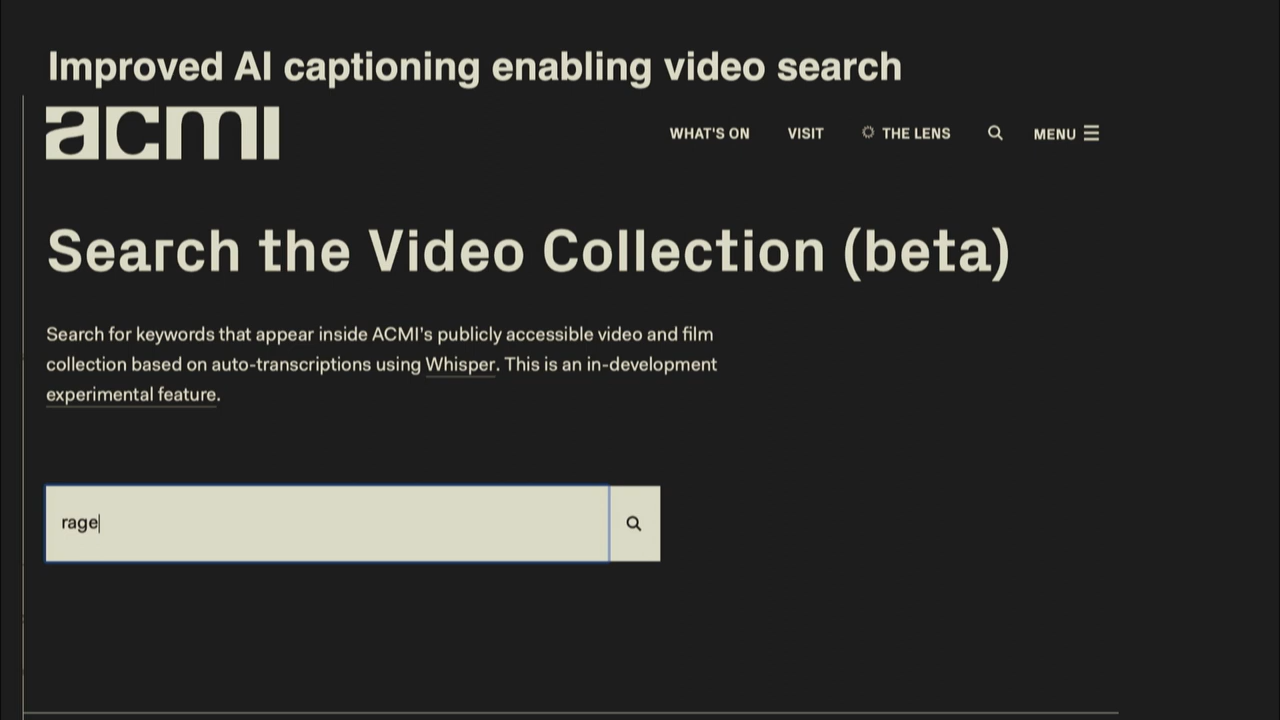 Improved AI captioning enabling video search
acmi
WHAT'S ON VISIT THE LENS MENU
Search the Video Collection (beta)
Search for keywords that appear inside ACMI's publicly accessible video and film
collection based on auto-transcriptions using Whisper. This is an in-development
experimental feature.
rage